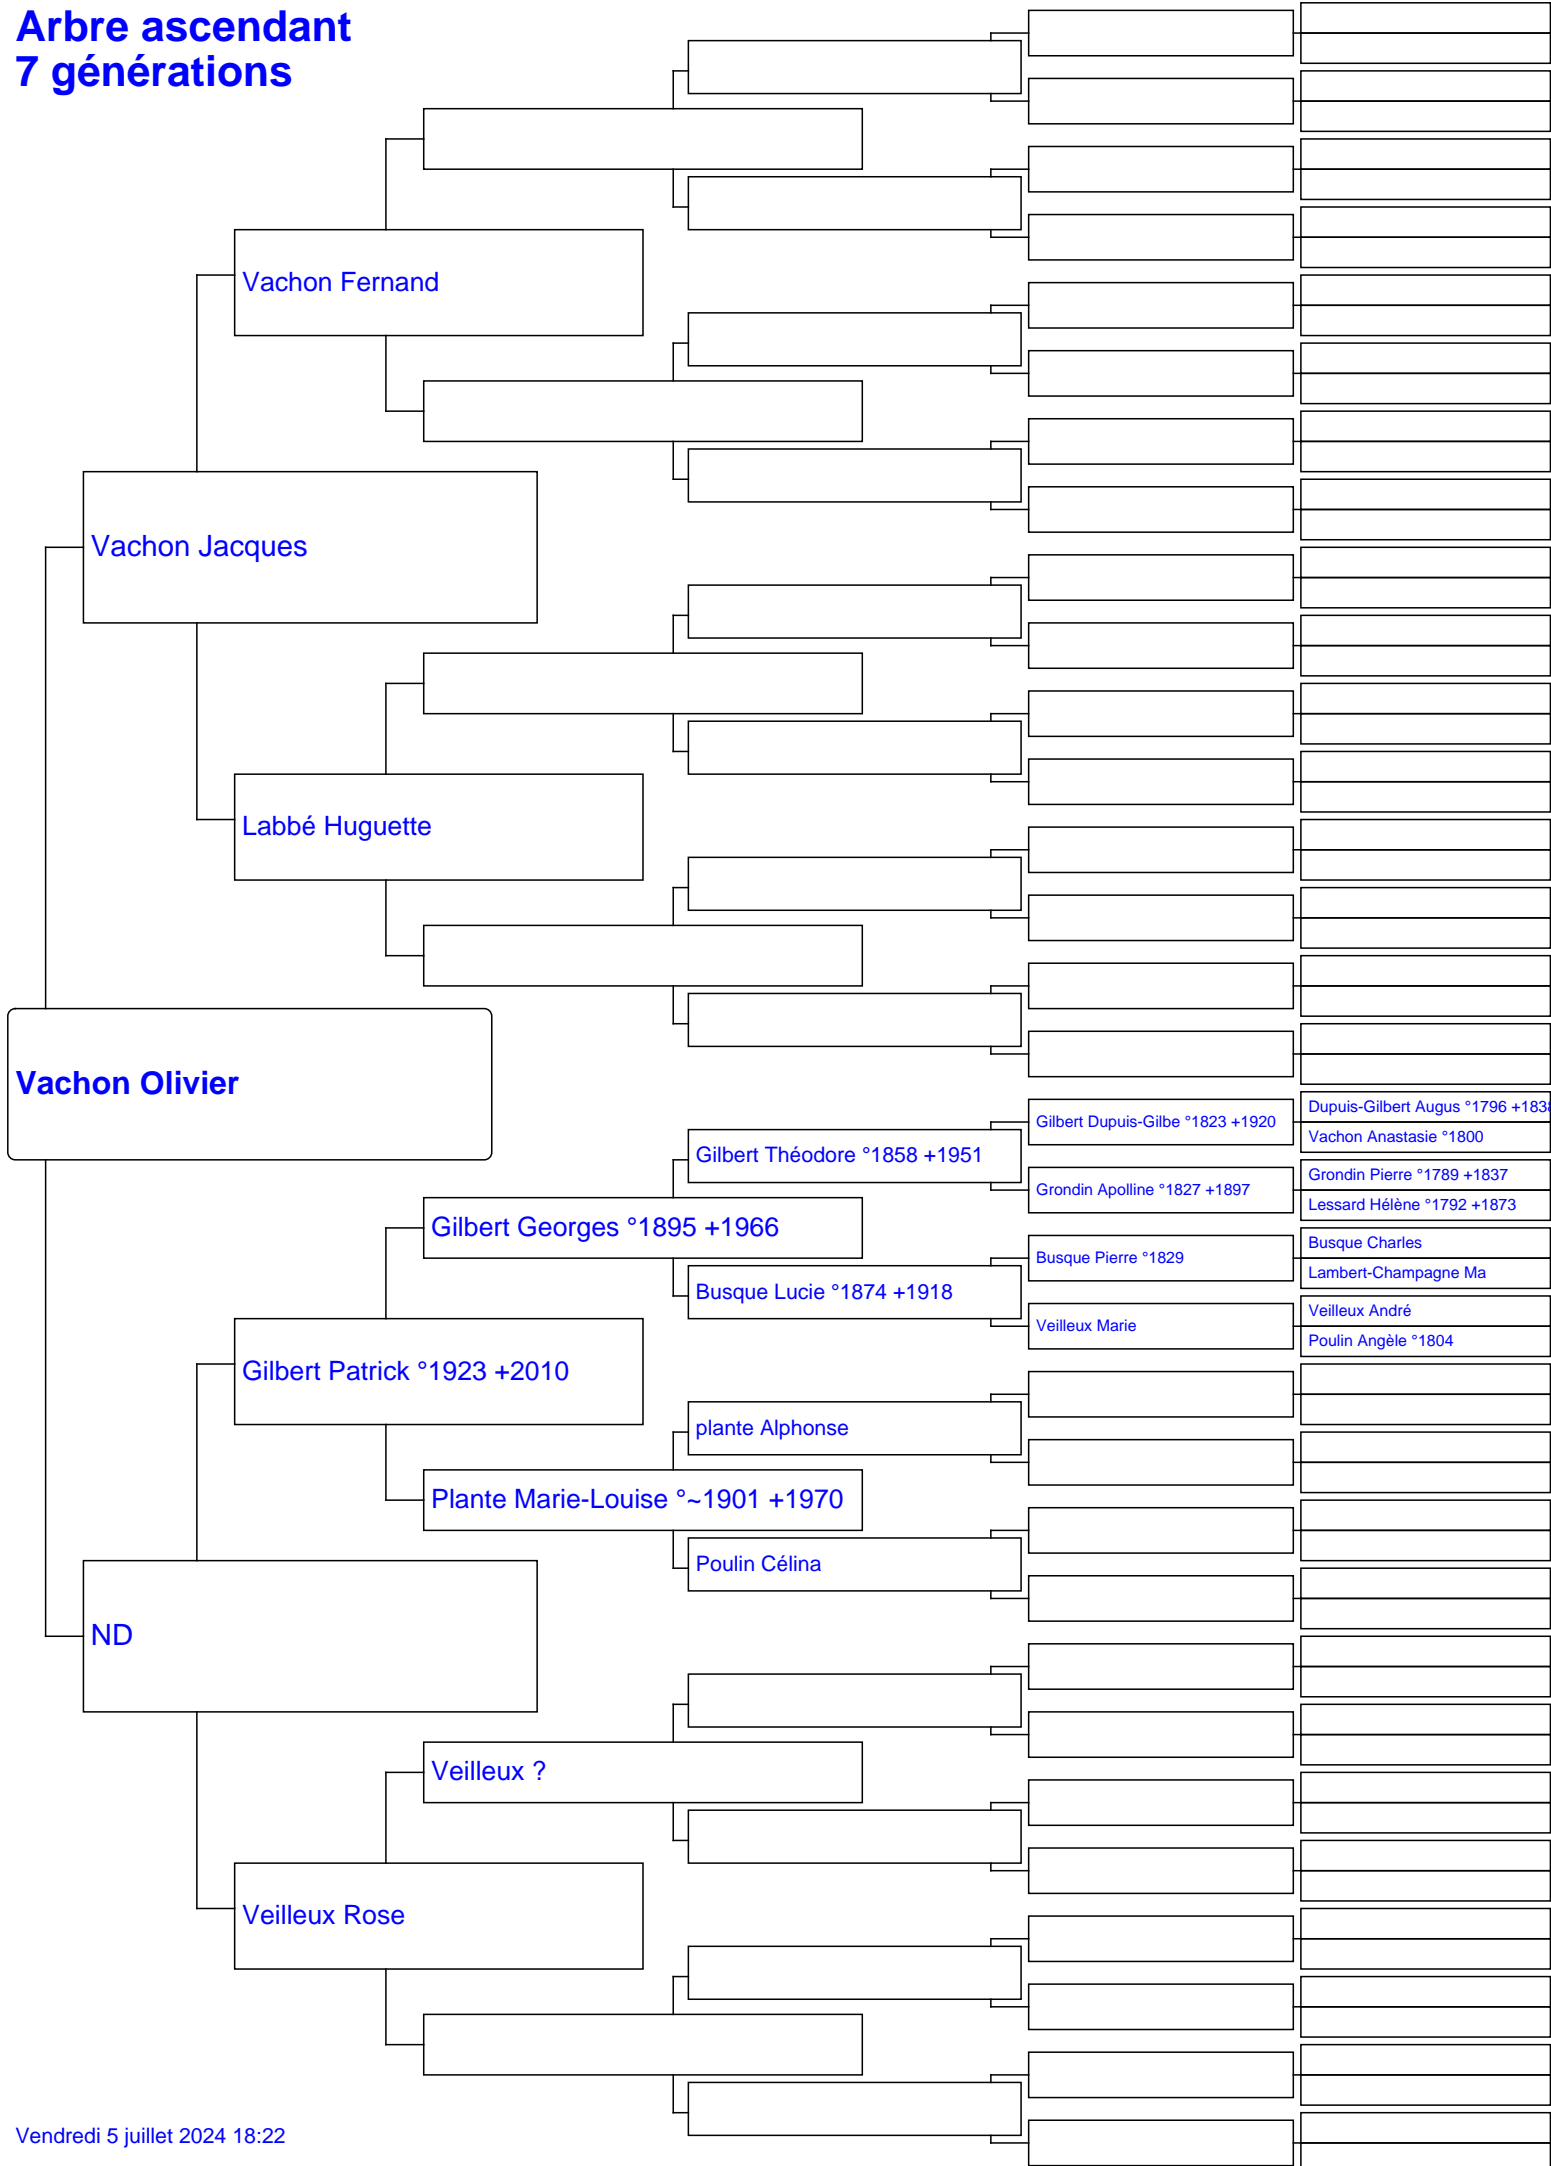 Arbre ascendant
7 générations
Vachon Fernand
Vachon Jacques
Labbé Huguette
Vachon Olivier
Dupuis-Gilbert Augus °1796 +1838
Gilbert Dupuis-Gilbe °1823 +1920
Vachon Anastasie °1800
Gilbert Théodore °1858 +1951
Grondin Pierre °1789 +1837
Grondin Apolline °1827 +1897
Lessard Hélène °1792 +1873
Gilbert Georges °1895 +1966
Busque Charles
Busque Pierre °1829
Lambert-Champagne Ma
Busque Lucie °1874 +1918
Veilleux André
Veilleux Marie
Poulin Angèle °1804
Gilbert Patrick °1923 +2010
plante Alphonse
Plante Marie-Louise °~1901 +1970
Poulin Célina
ND
Veilleux ?
Veilleux Rose
Vendredi 5 juillet 2024 18:22